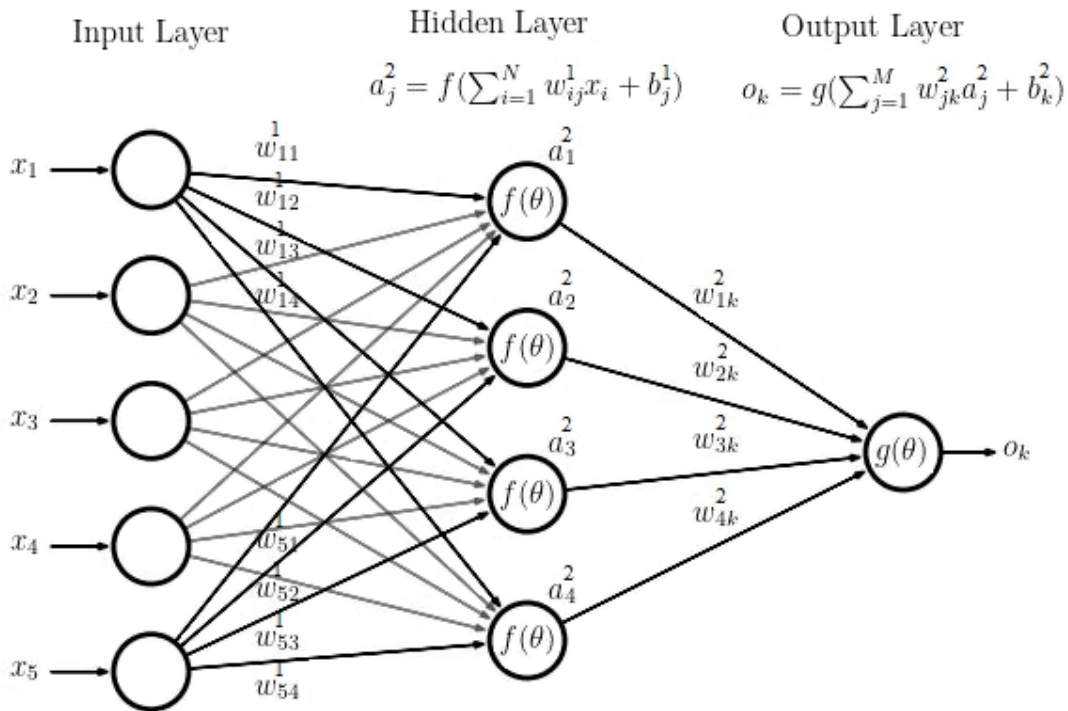 Input Layer
Hidden Layer
Output Layer
a_j^2 = f(∑_{i=1}^N w_{ij}^1 x_i + b_j^1)
o_k = g(∑_{j=1}^M w_{jk}^2 a_j^2 + b_k^2)
x_1
x_2
x_3
x_4
x_5
w_{11}^1
w_{12}^1
w_{13}^1
w_{14}^1
w_{51}^1
w_{52}^1
w_{53}^1
w_{54}^1
a_1^2
f(θ)
a_2^2
f(θ)
a_3^2
f(θ)
a_4^2
f(θ)
w_{1k}^2
w_{2k}^2
w_{3k}^2
w_{4k}^2
g(θ)
o_k